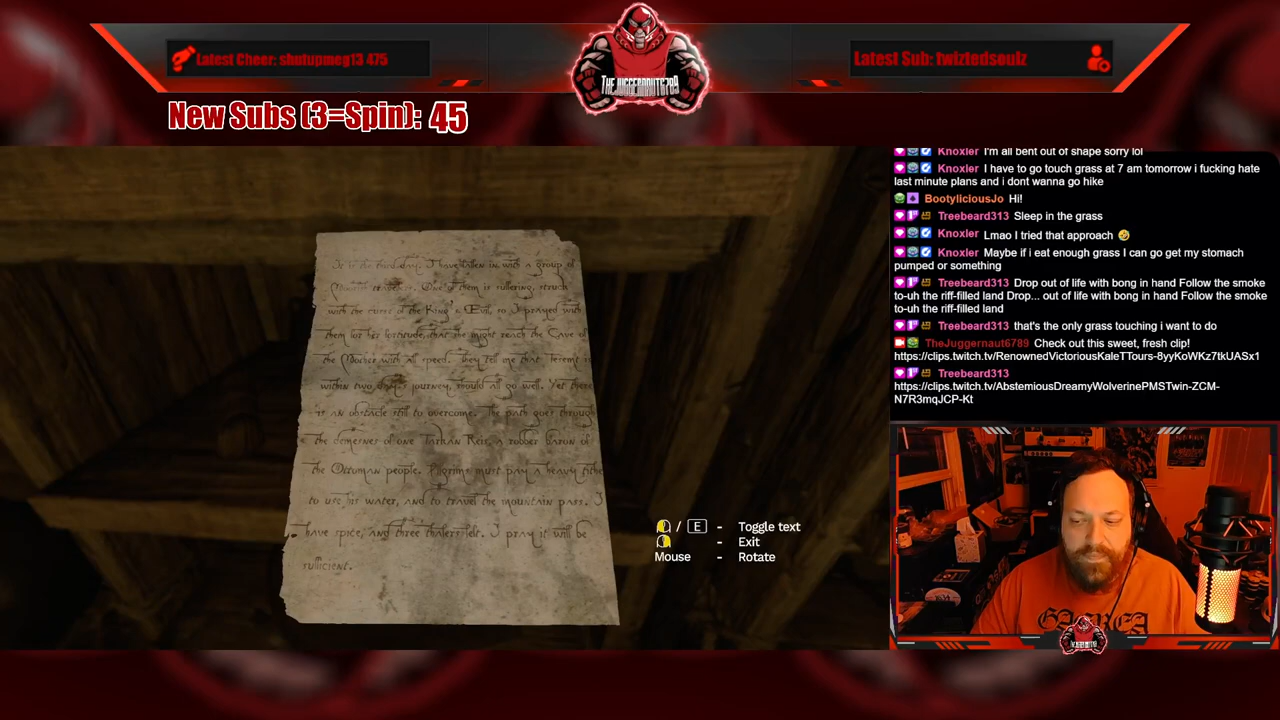 Latest Cheer: shutupmeg13 475
THEJUGGERNAUT6789
Latest Sub: twiztedsoulz
New Subs (3=Spin): 45
It is the third day. I have fallen in with a group of
Moorish travelers. One of them is suffering, struck
with the curse of the King's Evil, so I prayed with
them for her fortitude, that she might reach the Cave of
the Mother with all speed. They tell me that Jeremt is
within two days journey, should all go well. Yet there
is an obstacle still to overcome. The path goes through
the demesnes of one Tarhan Reis, a robber baron of
the Ottoman people. Pilgrims must pay a heavy tithe
to use his water, and to travel the mountain pass. I
have spice, and three thalers left. I pray it will be
sufficient.
/ E - Toggle text
- Exit
Mouse - Rotate
Knoxler I'm all bent out of shape sorry lol
Knoxler I have to go touch grass at 7 am tomorrow i fucking hate
last minute plans and i dont wanna go hike
BootyliciousJo Hi!
Treebeard313 Sleep in the grass
Knoxler Lmao I tried that approach 🤣
Knoxler Maybe if i eat enough grass I can go get my stomach
pumped or something
Treebeard313 Drop out of life with bong in hand Follow the smoke
to-uh the riff-filled land Drop... out of life with bong in hand Follow the smoke
to-uh the riff-filled land
Treebeard313 that's the only grass touching i want to do
TheJuggernaut6789 Check out this sweet, fresh clip!
https://clips.twitch.tv/RenownedVictoriousKaleTTours-8yyKoWKz7tkUASx1
Treebeard313
https://clips.twitch.tv/AbstemiousDreamyWolverinePMSTwin-ZCM-
N7R3mqJCP-Kt